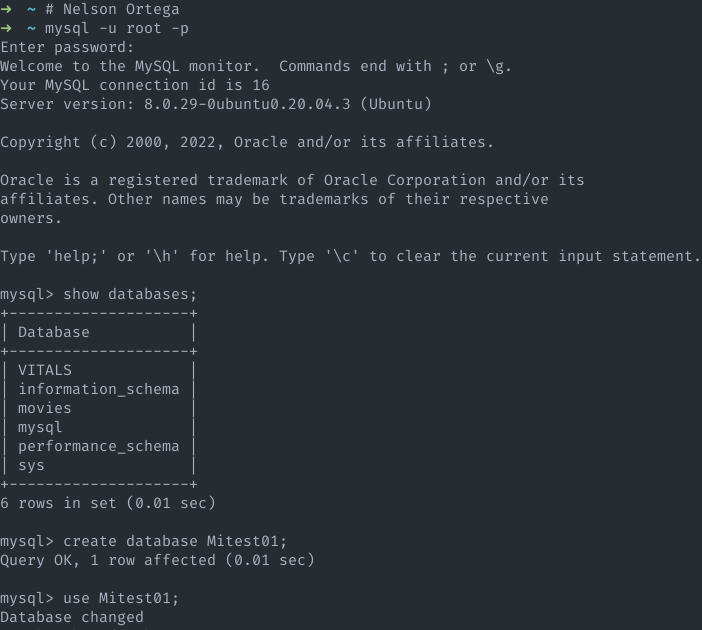 ➜  ~ # Nelson Ortega
➜  ~ mysql -u root -p
Enter password:
Welcome to the MySQL monitor.  Commands end with ; or \g.
Your MySQL connection id is 16
Server version: 8.0.29-0ubuntu0.20.04.3 (Ubuntu)

Copyright (c) 2000, 2022, Oracle and/or its affiliates.

Oracle is a registered trademark of Oracle Corporation and/or its
affiliates. Other names may be trademarks of their respective
owners.

Type 'help;' or '\h' for help. Type '\c' to clear the current input statement.

mysql> show databases;
+--------------------+
| Database           |
+--------------------+
| VITALS             |
| information_schema |
| movies             |
| mysql              |
| performance_schema |
| sys                |
+--------------------+
6 rows in set (0.01 sec)

mysql> create database Mitest01;
Query OK, 1 row affected (0.01 sec)

mysql> use Mitest01;
Database changed